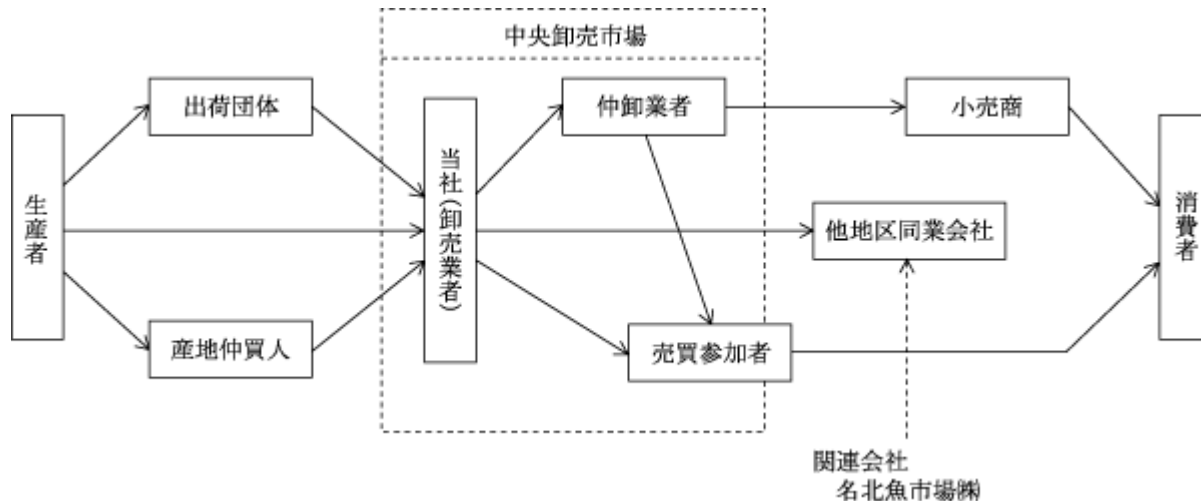 中央卸売市場
出荷団体
仲卸業者
小売商
生産者
当社(卸売業者)
消費者
他地区同業会社
産地仲買人
売買参加者
関連会社
名北魚市場㈱